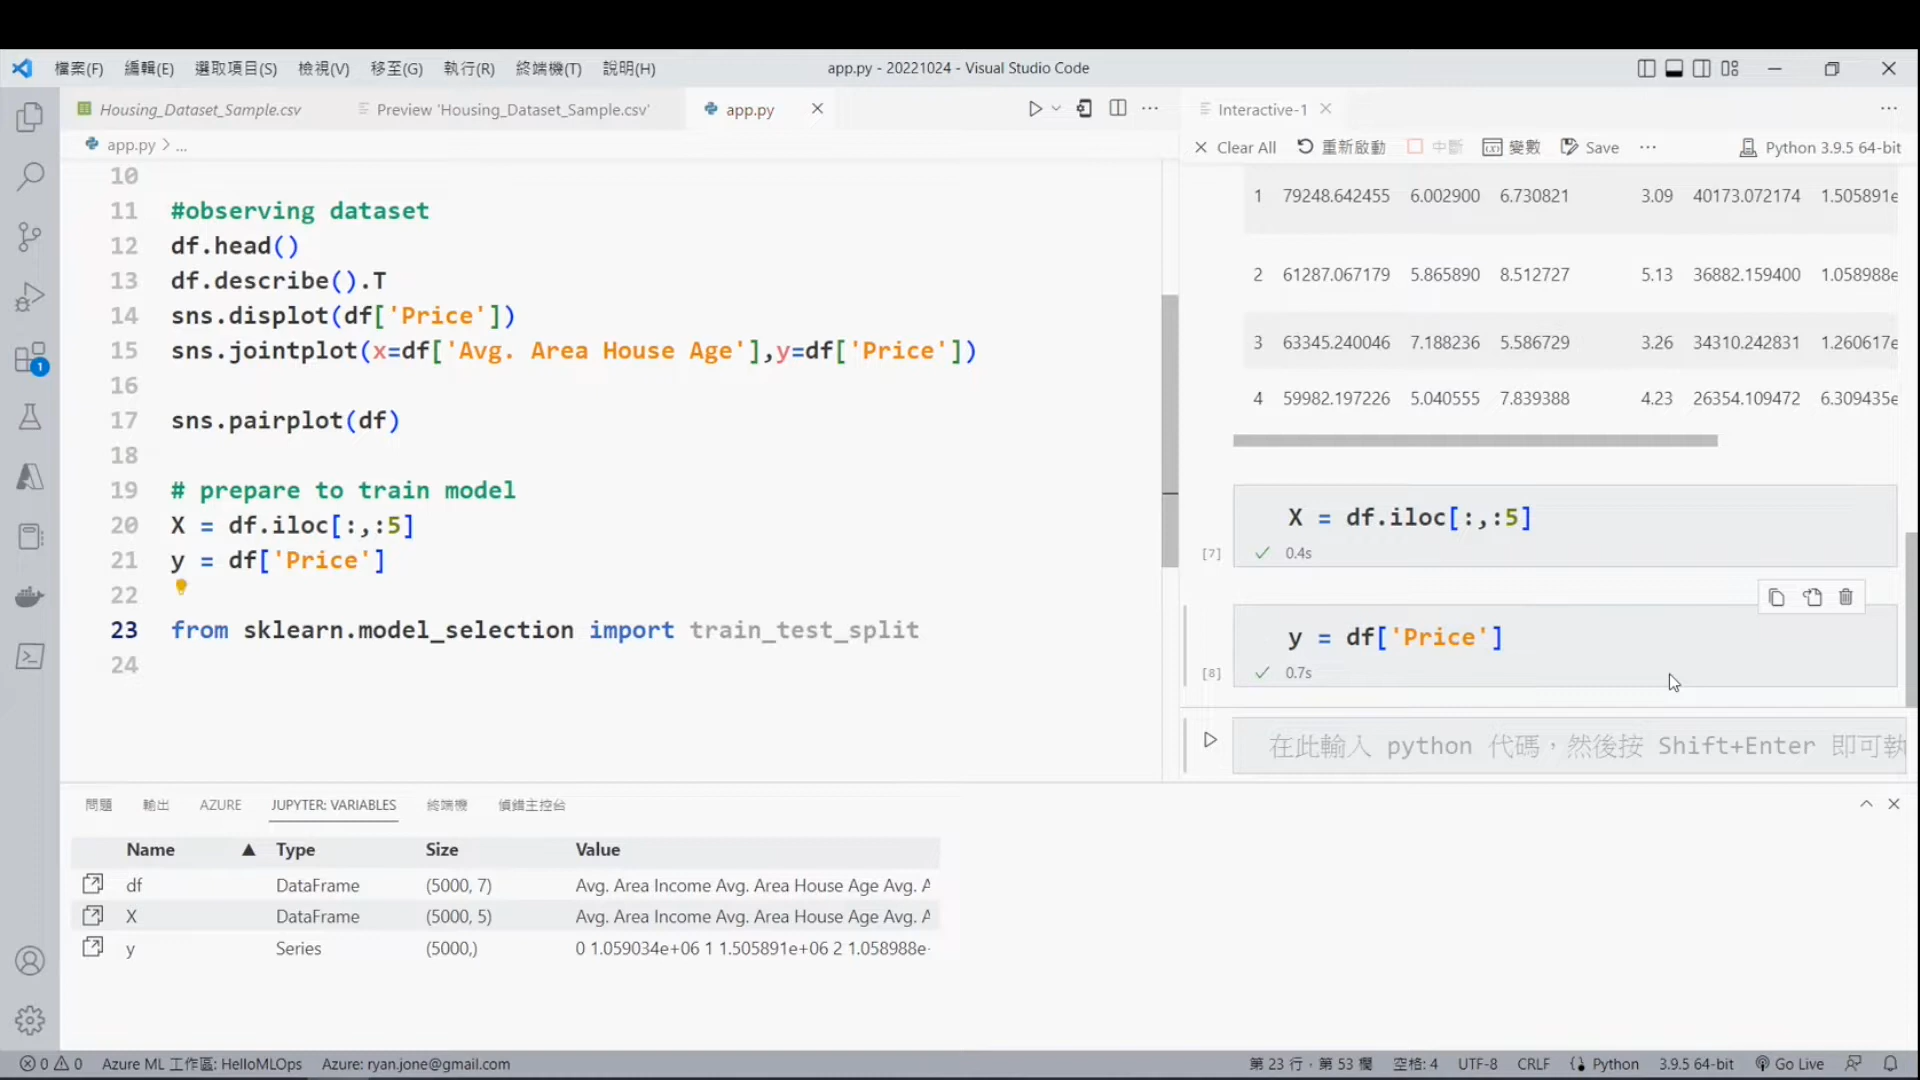 檔案(F) 編輯(E) 選取項目(S) 檢視(V) 移至(G) 執行(R) 終端機(T) 說明(H) app.py - 20221024 - Visual Studio Code
Housing_Dataset_Sample.csv Preview 'Housing_Dataset_Sample.csv' app.py
app.py > ...
10
11 #observing dataset
12 df.head()
13 df.describe().T
14 sns.displot(df['Price'])
15 sns.jointplot(x=df['Avg. Area House Age'],y=df['Price'])
16
17 sns.pairplot(df)
18
19 # prepare to train model
20 X = df.iloc[:,:5]
21 y = df['Price']
22
23 from sklearn.model_selection import train_test_split
24
Interactive-1
Clear All 重新啟動 中斷 變數 Save ... Python 3.9.5 64-bit
1 79248.642455 6.002900 6.730821 3.09 40173.072174 1.505891e
2 61287.067179 5.865890 8.512727 5.13 36882.159400 1.058988e
3 63345.240046 7.188236 5.586729 3.26 34310.242831 1.260617e
4 59982.197226 5.040555 7.839388 4.23 26354.109472 6.309435e
X = df.iloc[:,:5]
[7] 0.4s
y = df['Price']
[8] 0.7s
在此輸入 python 代碼，然後按 Shift+Enter 即可執
1
問題 輸出 AZURE JUPYTER: VARIABLES 終端機 偵錯主控台
Name Type Size Value
df DataFrame (5000, 7) Avg. Area Income Avg. Area House Age Avg. A
X DataFrame (5000, 5) Avg. Area Income Avg. Area House Age Avg. A
y Series (5000,) 0 1.059034e+06 1 1.505891e+06 2 1.058988e-
0 0 Azure ML 工作區: HelloMLOps Azure: ryan.jone@gmail.com 第 23 行，第 53 欄 空格: 4 UTF-8 CRLF Python 3.9.5 64-bit Go Live